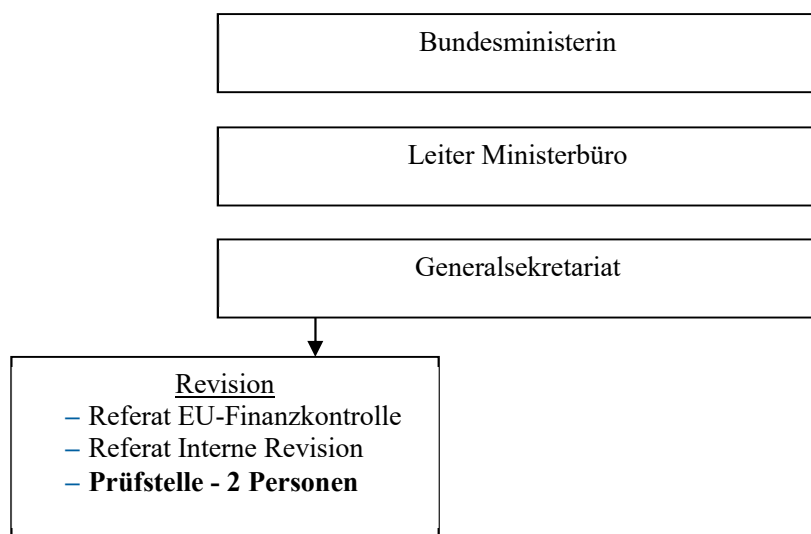 Bundesministerin
Leiter Ministerbüro
Generalsekretariat
Revision
– Referat EU-Finanzkontrolle
– Referat Interne Revision
– Prüfstelle - 2 Personen